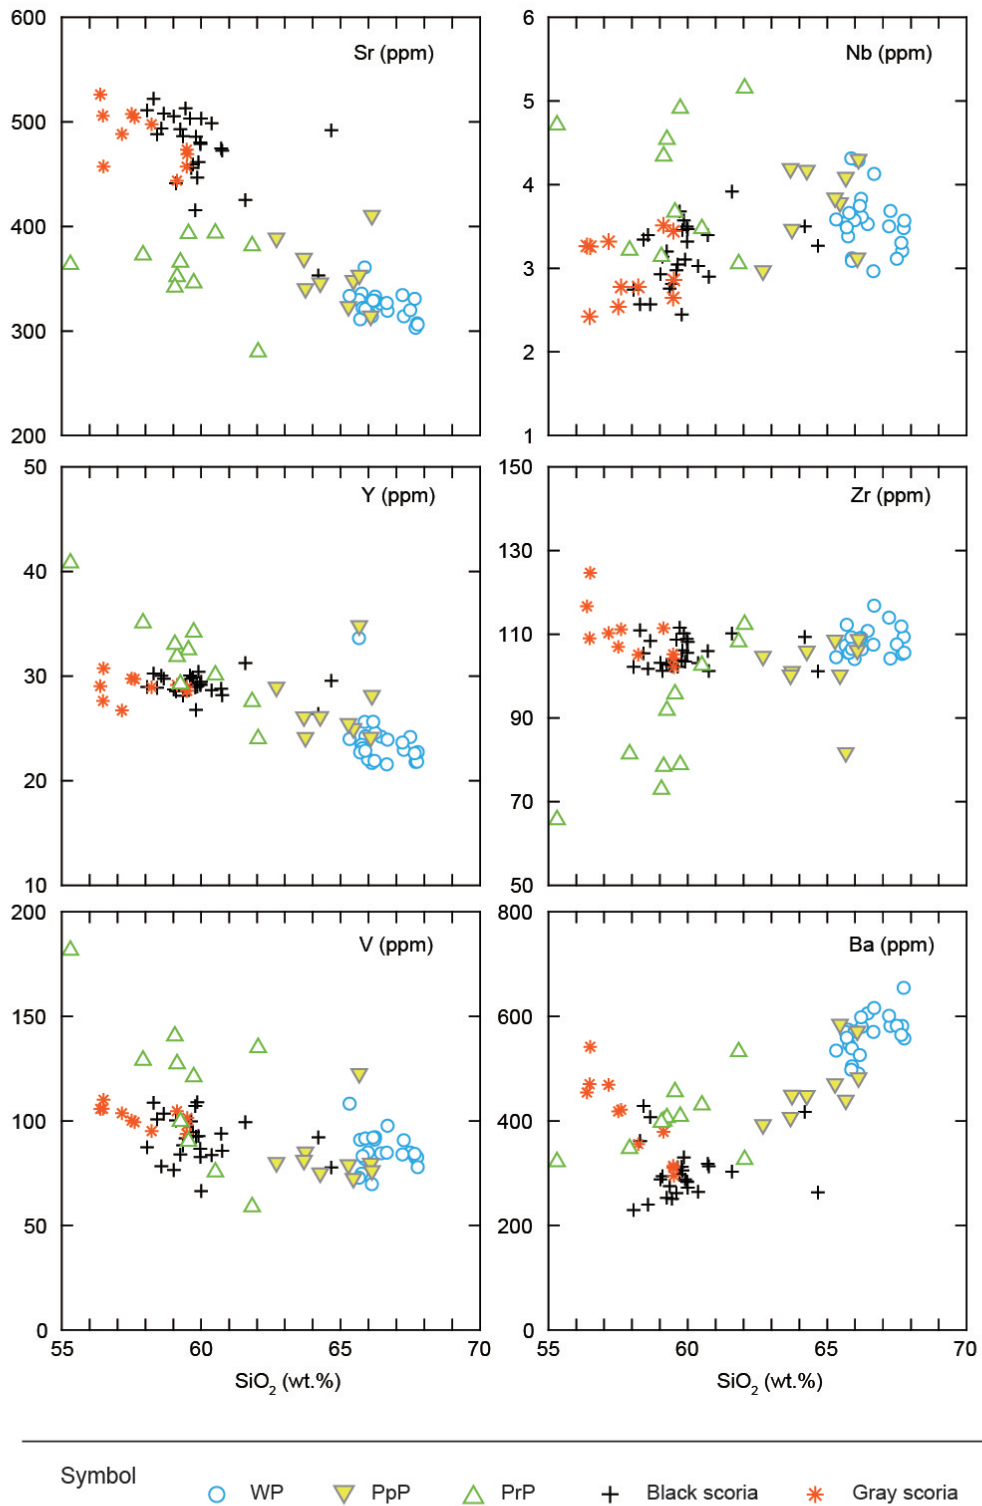 600
500
400
300
200
Sr (ppm)
6
5
4
3
2
1
Nb (ppm)
50
40
30
20
10
Y (ppm)
150
130
110
90
70
50
Zr (ppm)
200
150
100
50
0
V (ppm)
800
600
400
200
0
Ba (ppm)
55 60 65 70
SiO2 (wt.%)
55 60 65 70
SiO2 (wt.%)
Symbol
WP PpP PrP Black scoria Gray scoria